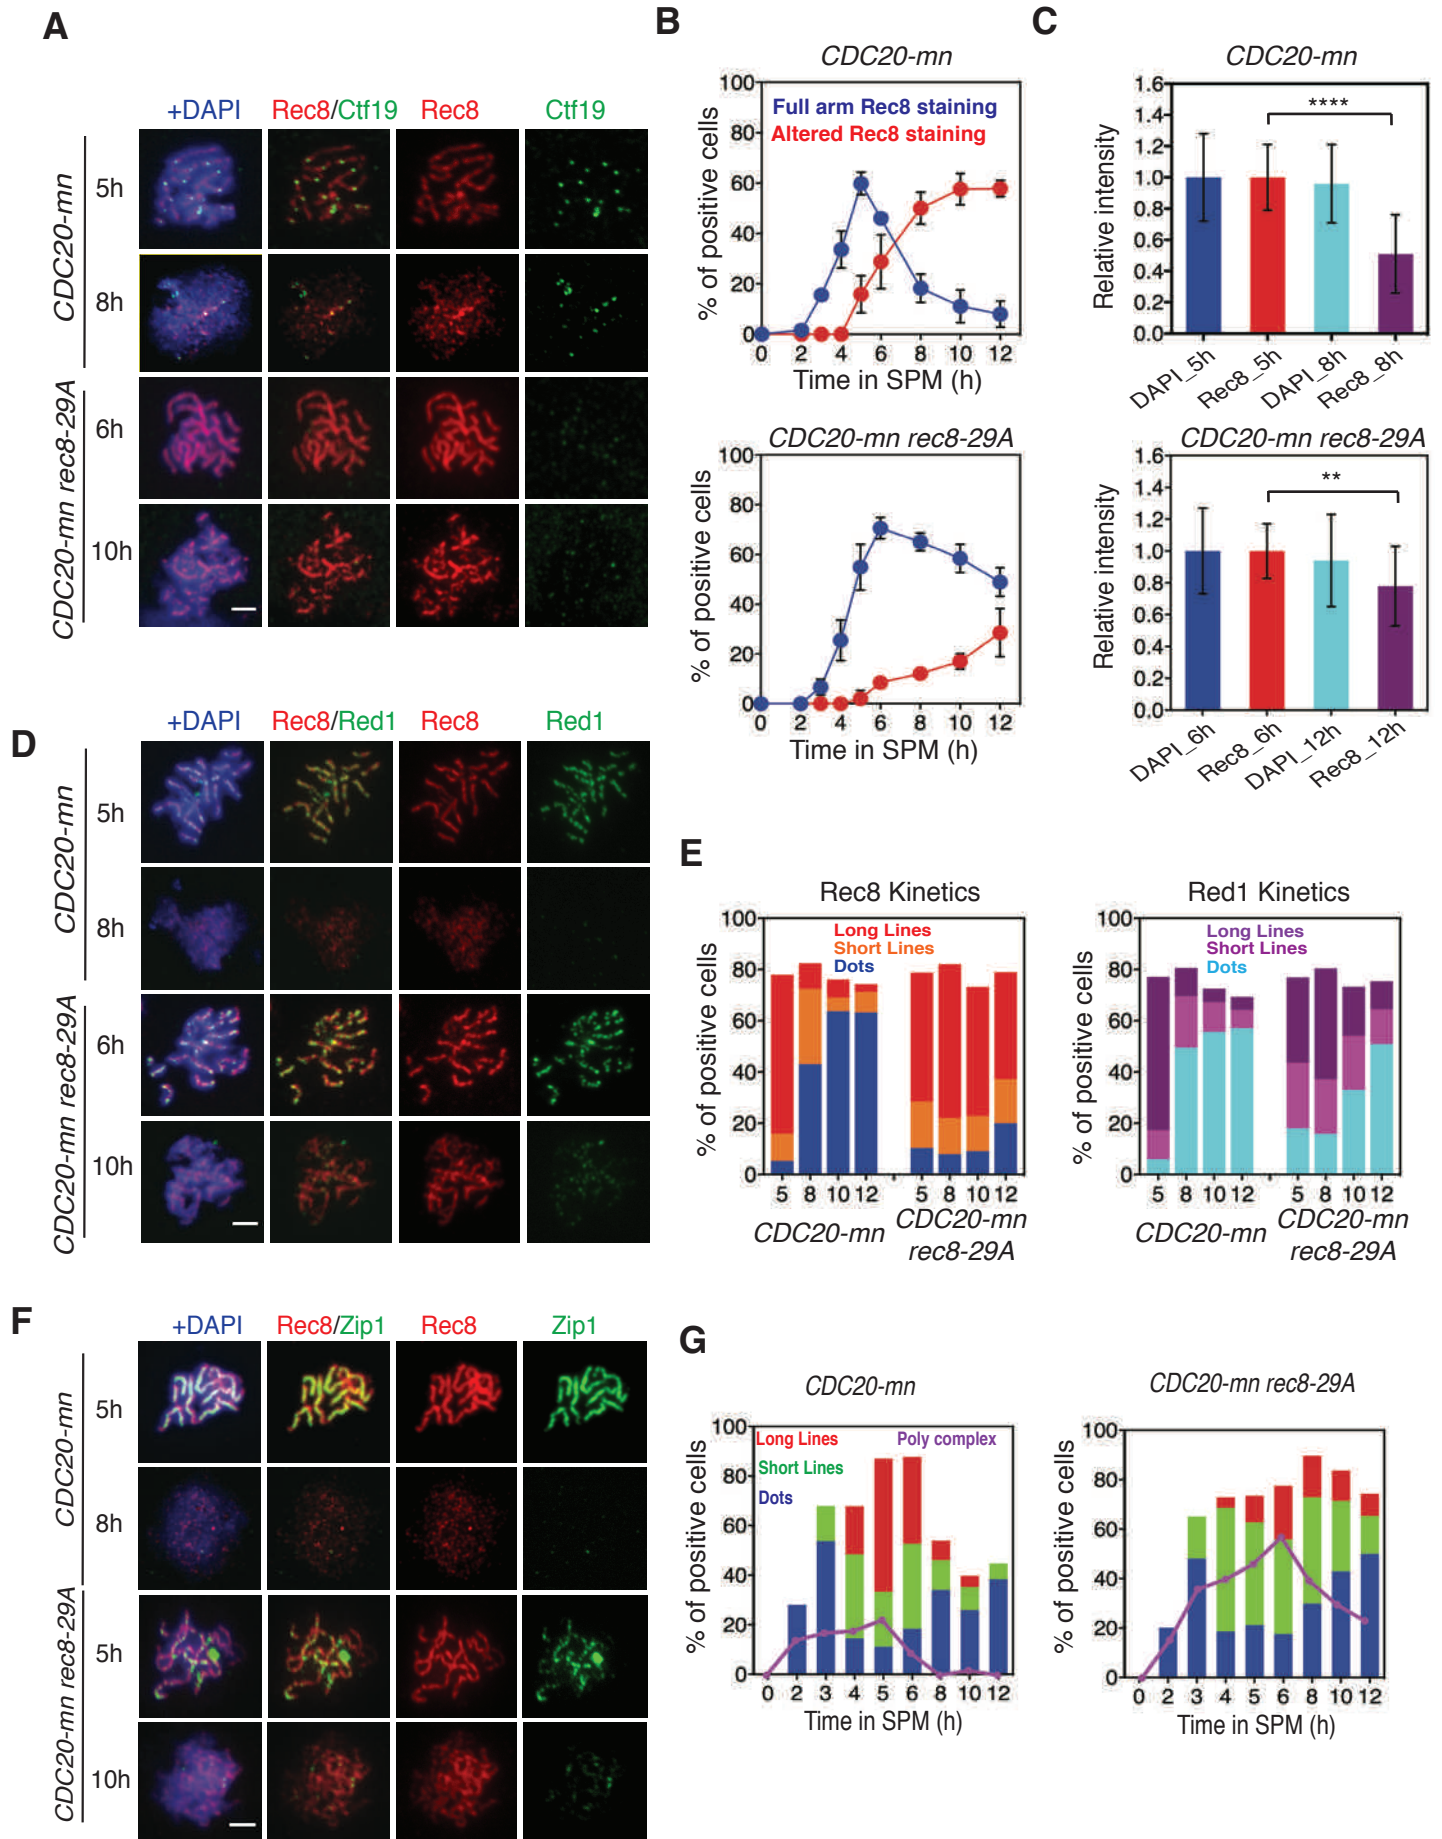 A
+DAPI Rec8/Ctf19 Rec8 Ctf19
CDC20-mn
5h
8h
CDC20-mn rec8-29A
6h
10h
B
CDC20-mn
% of positive cells
100
80
60
40
20
0
Full arm Rec8 staining
Altered Rec8 staining
0 2 4 6 8 10 12
Time in SPM (h)
CDC20-mn rec8-29A
% of positive cells
100
80
60
40
20
0
0 2 4 6 8 10 12
Time in SPM (h)
C
CDC20-mn
Relative intensity
1.6
1.4
1.2
1.0
0.8
0.6
0.4
0.2
0.0
****
DAPI_5h Rec8_5h DAPI_8h Rec8_8h
CDC20-mn rec8-29A
Relative intensity
1.6
1.4
1.2
1.0
0.8
0.6
0.4
0.2
0.0
**
DAPI_6h Rec8_6h DAPI_12h Rec8_12h
D
+DAPI Rec8/Red1 Rec8 Red1
CDC20-mn
5h
8h
CDC20-mn rec8-29A
6h
10h
E
Rec8 Kinetics
% of positive cells
100
80
60
40
20
0
Long Lines
Short Lines
Dots
5 8 10 12 5 8 10 12
CDC20-mn CDC20-mn
rec8-29A
Red1 Kinetics
% of positive cells
100
80
60
40
20
0
Long Lines
Short Lines
Dots
5 8 10 12 5 8 10 12
CDC20-mn CDC20-mn
rec8-29A
F
+DAPI Rec8/Zip1 Rec8 Zip1
CDC20-mn
5h
8h
CDC20-mn rec8-29A
5h
10h
G
CDC20-mn
% of positive cells
100
80
60
40
20
0
Long Lines Poly complex
Short Lines
Dots
0 2 3 4 5 6 8 10 12
Time in SPM (h)
CDC20-mn rec8-29A
% of positive cells
100
80
60
40
20
0
0 2 3 4 5 6 8 10 12
Time in SPM (h)